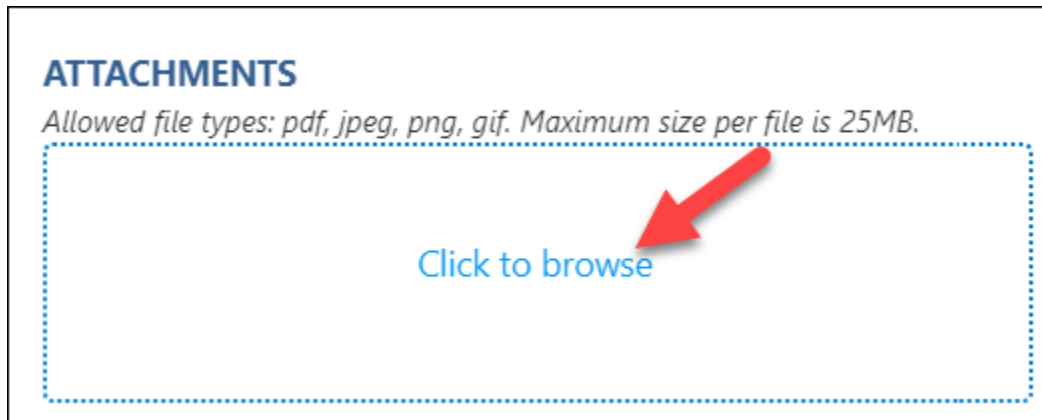 ATTACHMENTS
Allowed file types: pdf, jpeg, png, gif. Maximum size per file is 25MB.
Click to browse